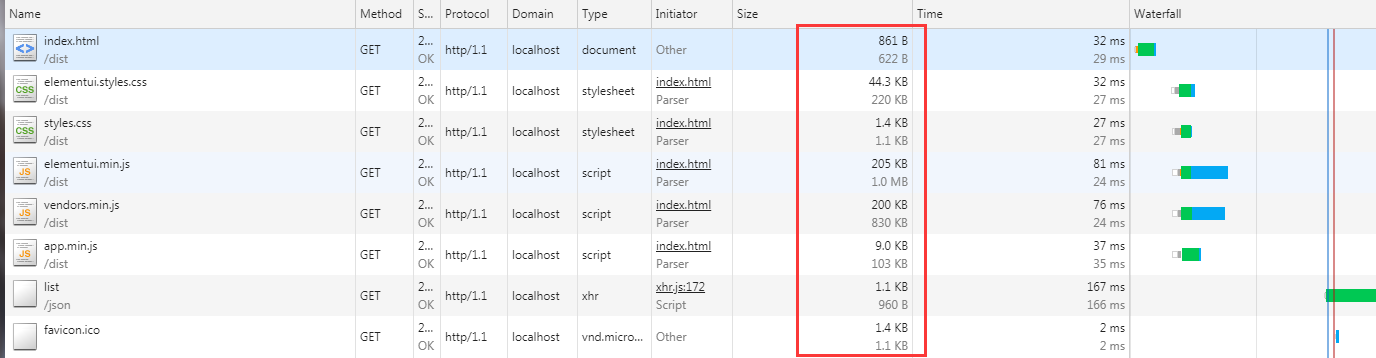 Name Method S... Protocol Domain Type Initiator Size Time Waterfall
index.html GET 2... http/1.1 localhost document Other 861 B 32 ms
/dist OK 622 B 29 ms
elementui.styles.css GET 2... http/1.1 localhost stylesheet index.html 44.3 KB 32 ms
/dist OK Parser 220 KB 27 ms
styles.css GET 2... http/1.1 localhost stylesheet index.html 1.4 KB 27 ms
/dist OK Parser 1.1 KB 27 ms
elementui.min.js GET 2... http/1.1 localhost script index.html 205 KB 81 ms
/dist OK Parser 1.0 MB 24 ms
vendors.min.js GET 2... http/1.1 localhost script index.html 200 KB 76 ms
/dist OK Parser 830 KB 24 ms
app.min.js GET 2... http/1.1 localhost script index.html 9.0 KB 37 ms
/dist OK Parser 103 KB 35 ms
list GET 2... http/1.1 localhost xhr xhr.js:172 1.1 KB 167 ms
/json OK Script 960 B 166 ms
favicon.ico GET 2... http/1.1 localhost vnd.micro... Other 1.4 KB 2 ms
OK 1.1 KB 2 ms